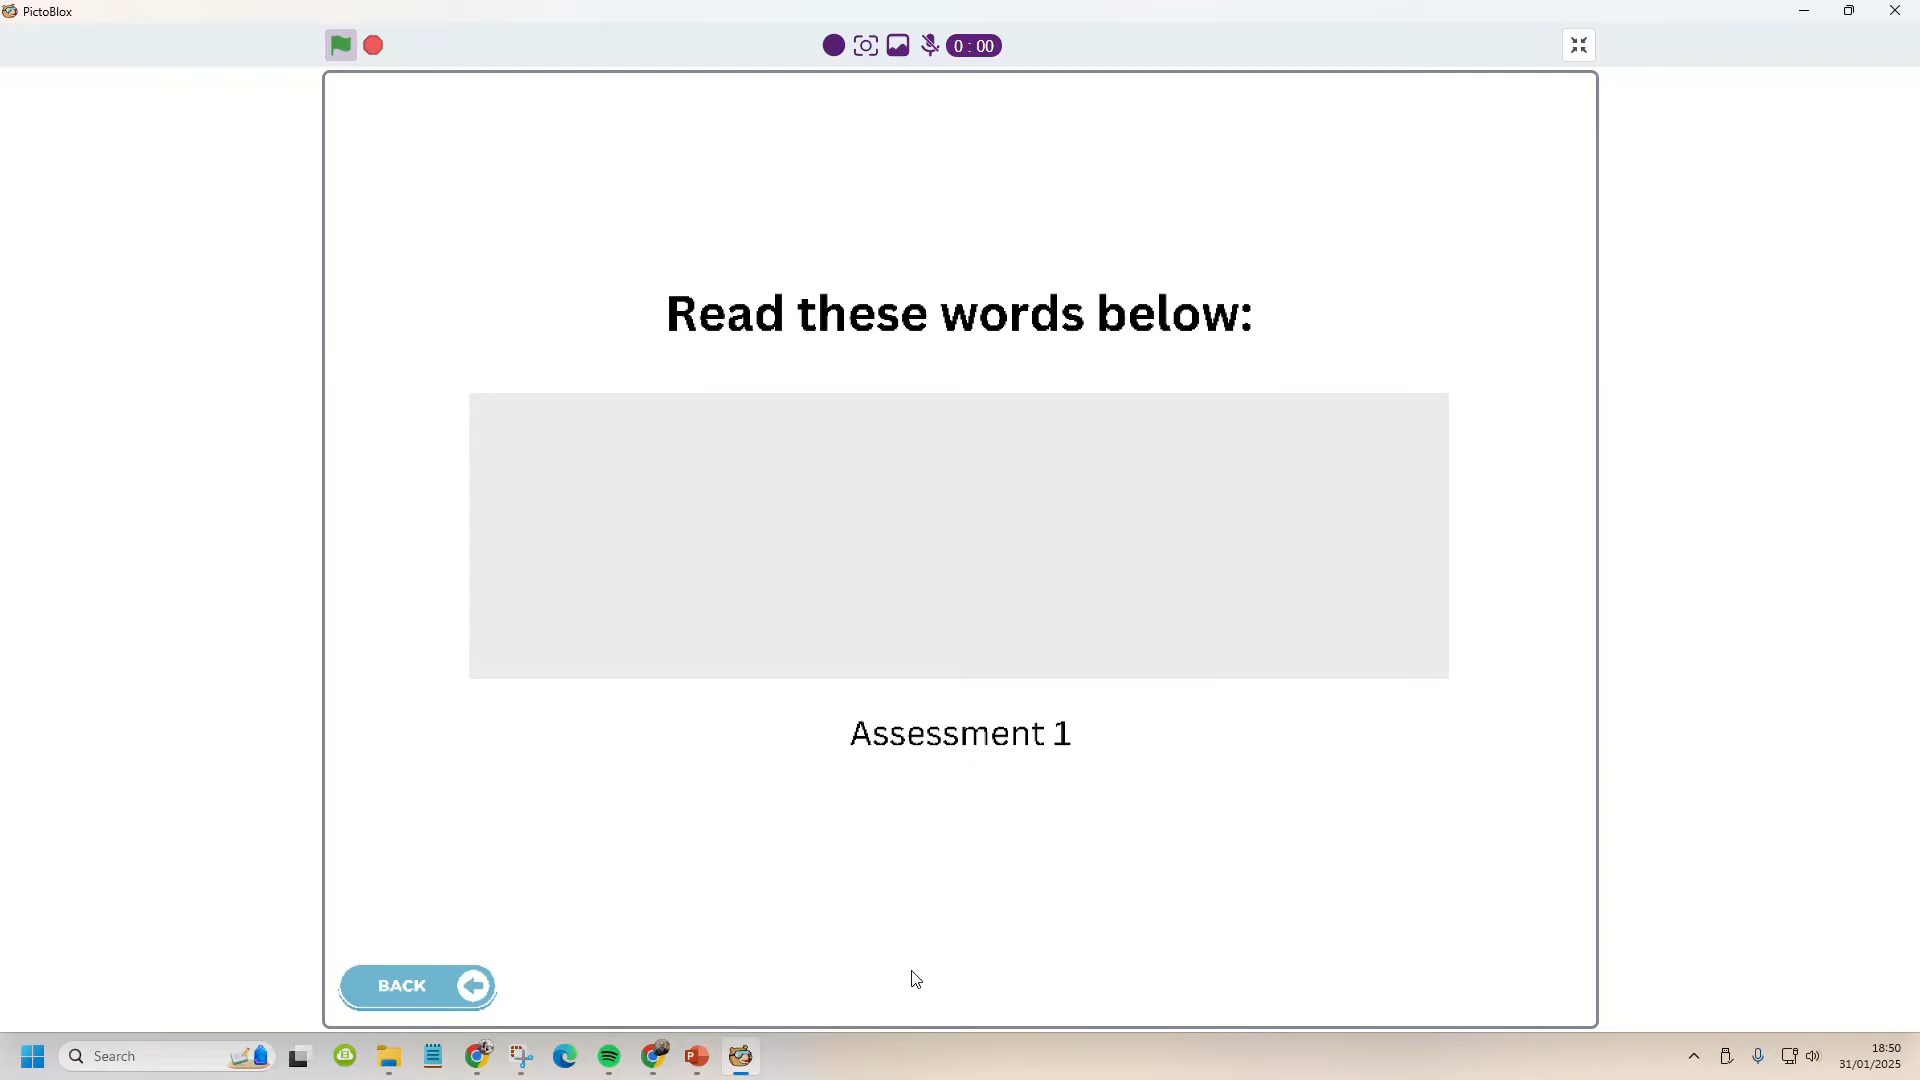 PictoBlox
0 : 00
Read these words below:
Assessment 1
BACK
Search
18:50
31/01/2025